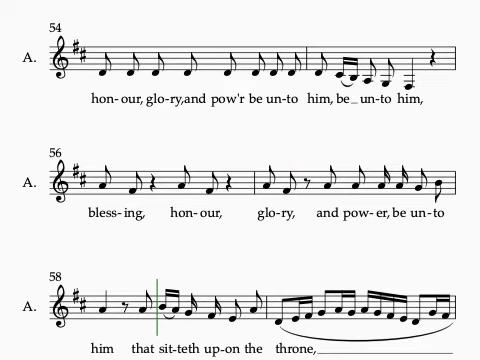 54
A.
hon- our, glo-ry,and pow'r be un-to him, be_ un-to him,
56
A.
bless- ing, hon- our, glo-ry, and pow- er, be un-to
58
A.
him that sit-teth up-on the throne,